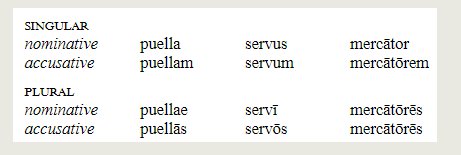 SINGULAR
nominative puella servus mercātor
accusative puellam servum mercātōrem
PLURAL
nominative puellae servī mercātōrēs
accusative puellās servōs mercātōrēs